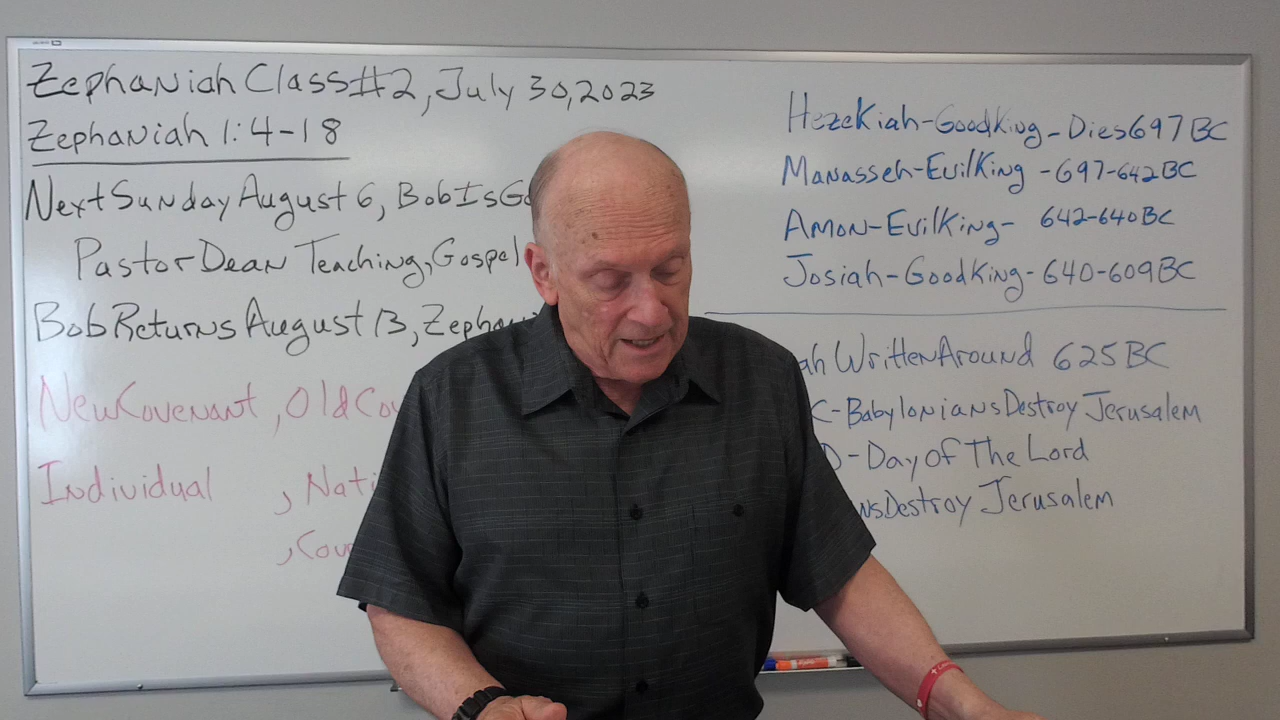 Zephaniah Class #2, July 30, 2023
Zephaniah 1:4-18
Next Sunday August 6, Bob Is
Pastor Dean Teaching, Gospel
Bob Returns August 13,
New Covenant, Old
Individual ,
,
Hezekiah-Good King - Dies 697 BC
Manasseh-Evil King - 697-642 BC
Amon-Evil King- 642-640 BC
Josiah-Good King-640-609 BC
Written Around 625 BC
C-Babylonians Destroy Jerusalem
D-Day Of The Lord
Destroy Jerusalem